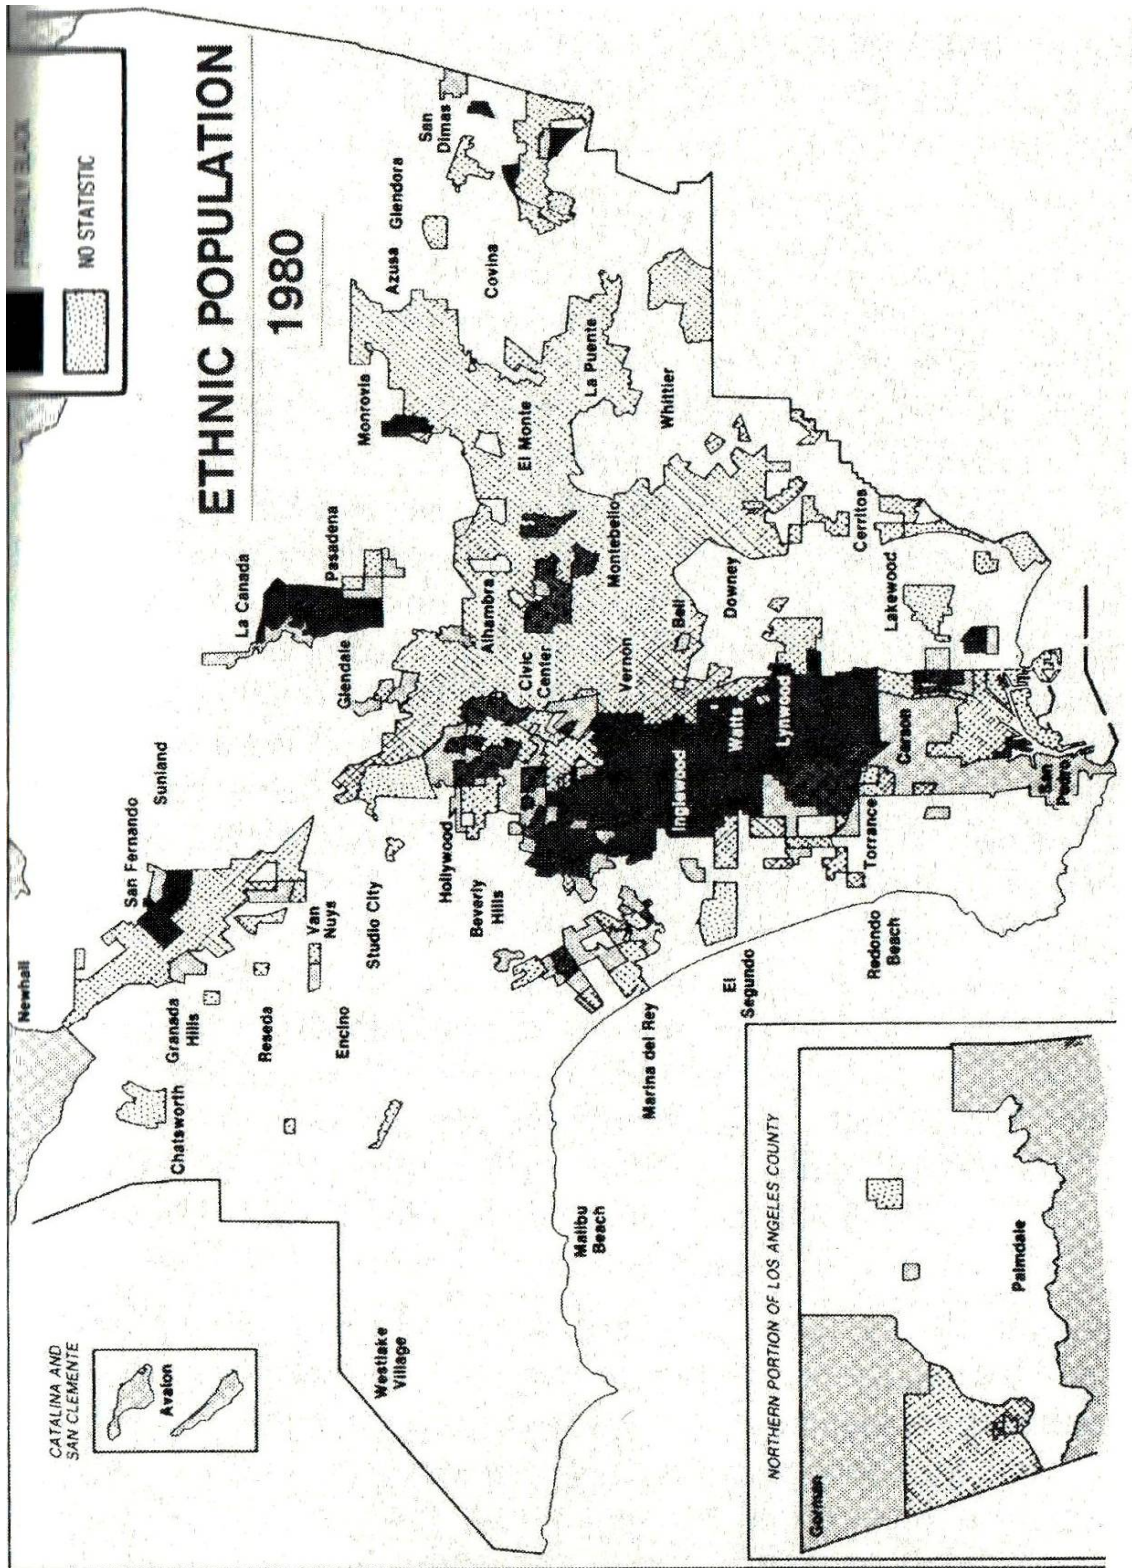 PRIMARILY BLACK
NO STATISTIC
ETHNIC POPULATION
1980
Newhall
San Fernando
Sunland
La Canada
Pasadena
Glendale
Monrovia
Azusa
Glendora
San
Dimas
Covina
Chatsworth
Granada
Hills
Reseda
Encino
Van
Nuys
Studio City
Hollywood
Beverly
Hills
Alhambra
Civic
Center
El Monte
La Puente
Whittier
Montebello
Vernon
Bell
Downey
Watts
Lynwood
Inglewood
Westlake
Village
Malibu
Beach
Marina del Rey
El
Segundo
Redondo
Beach
Torrance
Carson
San
Pedro
Lakewood
Cerritos
CATALINA AND
SAN CLEMENTE
Avalon
NORTHERN PORTION OF LOS ANGELES COUNTY
Gorman
Palmdale